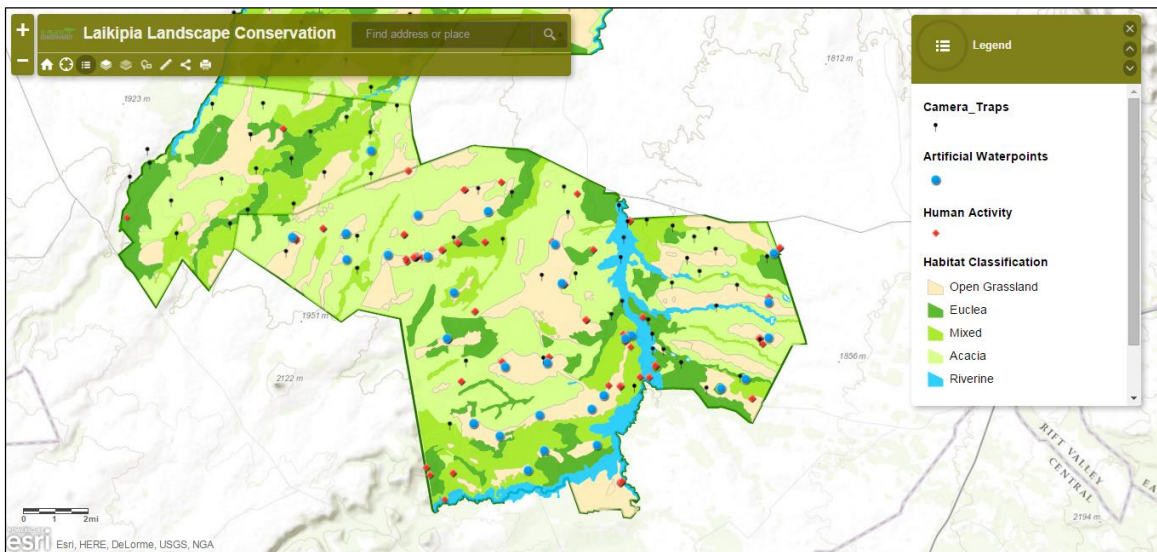 +
−
Laikipia Landscape Conservation
Find address or place
Legend
Camera_Traps
Artificial Waterpoints
Human Activity
Habitat Classification
Open Grassland
Euclea
Mixed
Acacia
Riverine
1812 m
1923 m
1951 m
2122 m
1856 m
2194 m
RIFT VALLEY
CENTRAL
EA
0 1 2mi
esri
Esri, HERE, DeLorme, USGS, NGA